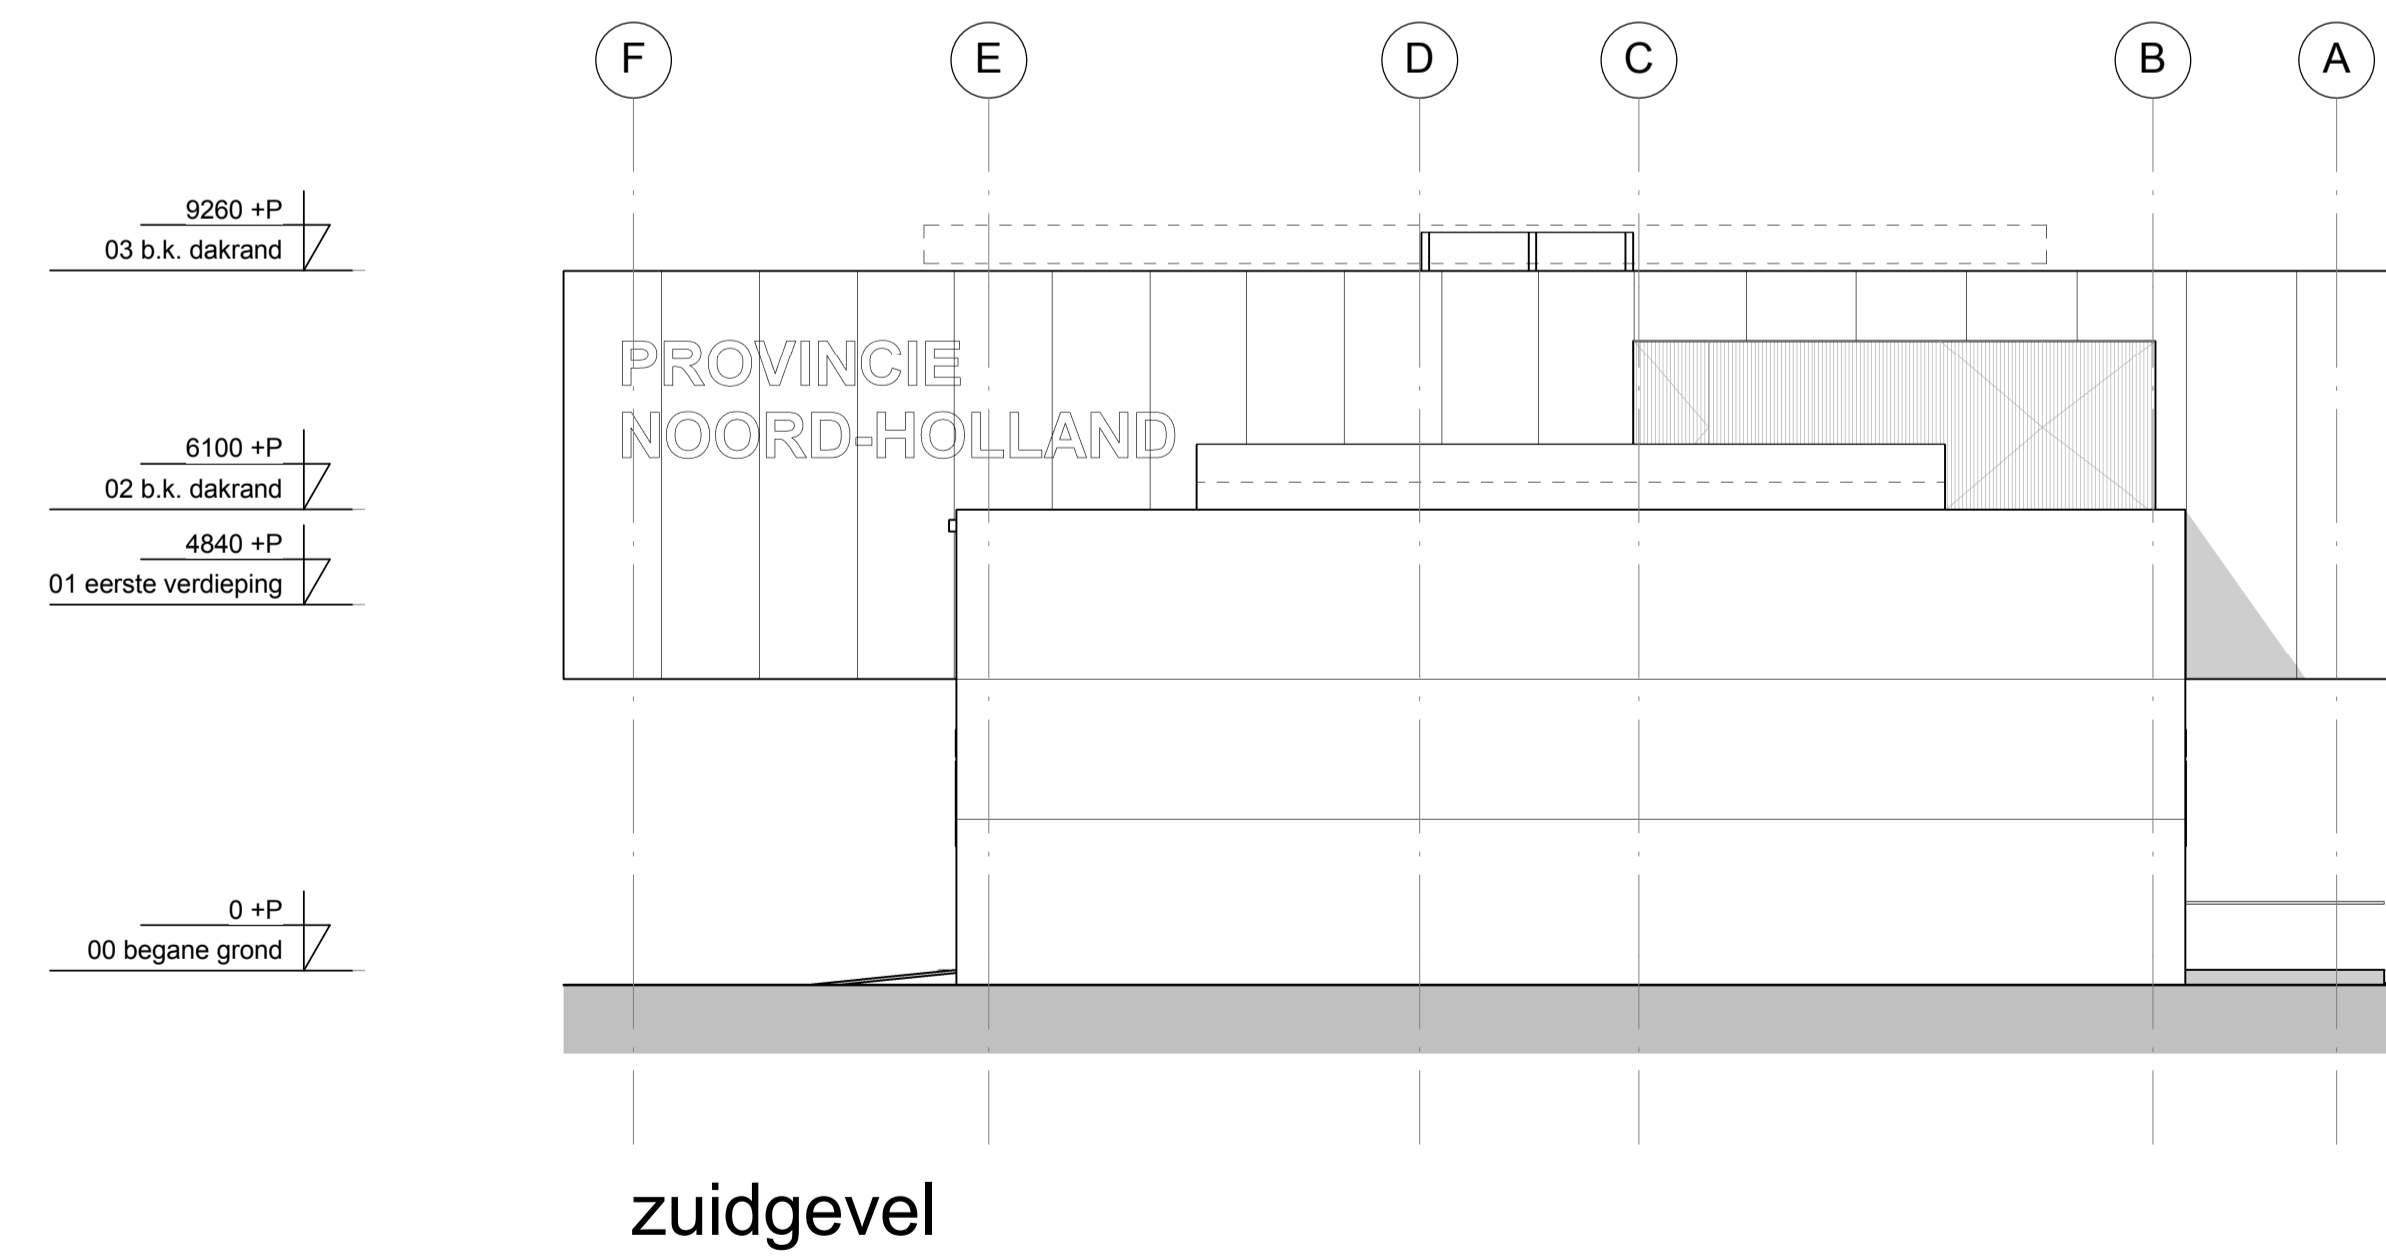 F E D C B A
9260 +P
03 b.k. dakrand
PROVINCIE
NOORD-HOLLAND
6100 +P
02 b.k. dakrand
4840 +P
01 eerste verdieping
0 +P
00 begane grond
zuidgevel